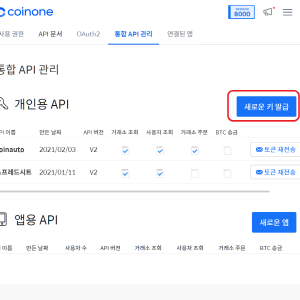 coinone
REWARD
8000
사용 권한 API 문서 OAuth2 통합 API 관리 연결된 앱
통합 API 관리
개인용 API
새로운 키 발급
이름 만든 날짜 API 버전 거래소 조회 사용자 조회 거래소 주문 BTC 송금
oinauto 2021/02/03 V2 토큰 재전송
스프레드시트 2021/01/11 V2 토큰 재전송
앱용 API
새로운 앱
이름 만든 날짜 사용자 수 API 버전 거래소 조회 사용자 조회 거래소 주문 BTC 송금